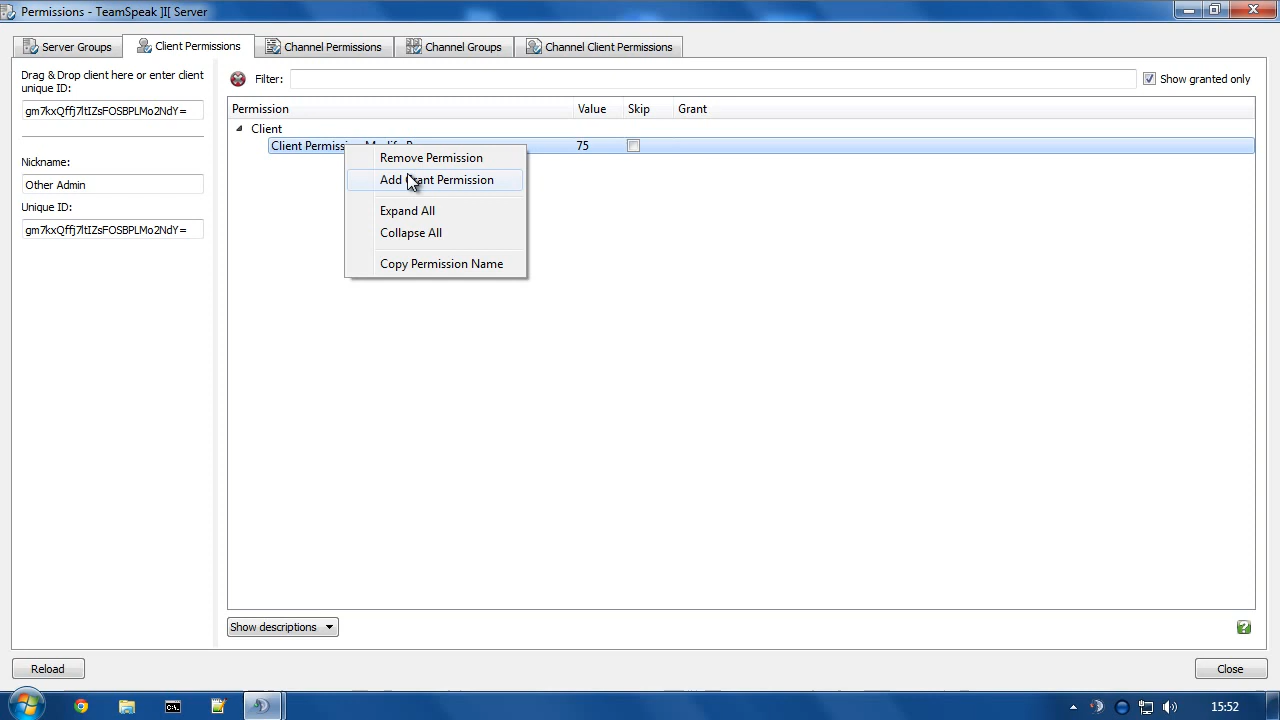 Permissions - TeamSpeak ]I[ Server
Server Groups
Client Permissions
Channel Permissions
Channel Groups
Channel Client Permissions
Drag & Drop client here or enter client
unique ID:
gm7kxQffj7ltIZsFOSBPLMo2NdY=
Nickname:
Other Admin
Unique ID:
gm7kxQffj7ltIZsFOSBPLMo2NdY=
Filter:
Show granted only
Permission Value Skip Grant
Client
Client 75
Remove Permission
Add Grant Permission
Expand All
Collapse All
Copy Permission Name
Show descriptions
Reload
Close
15:52